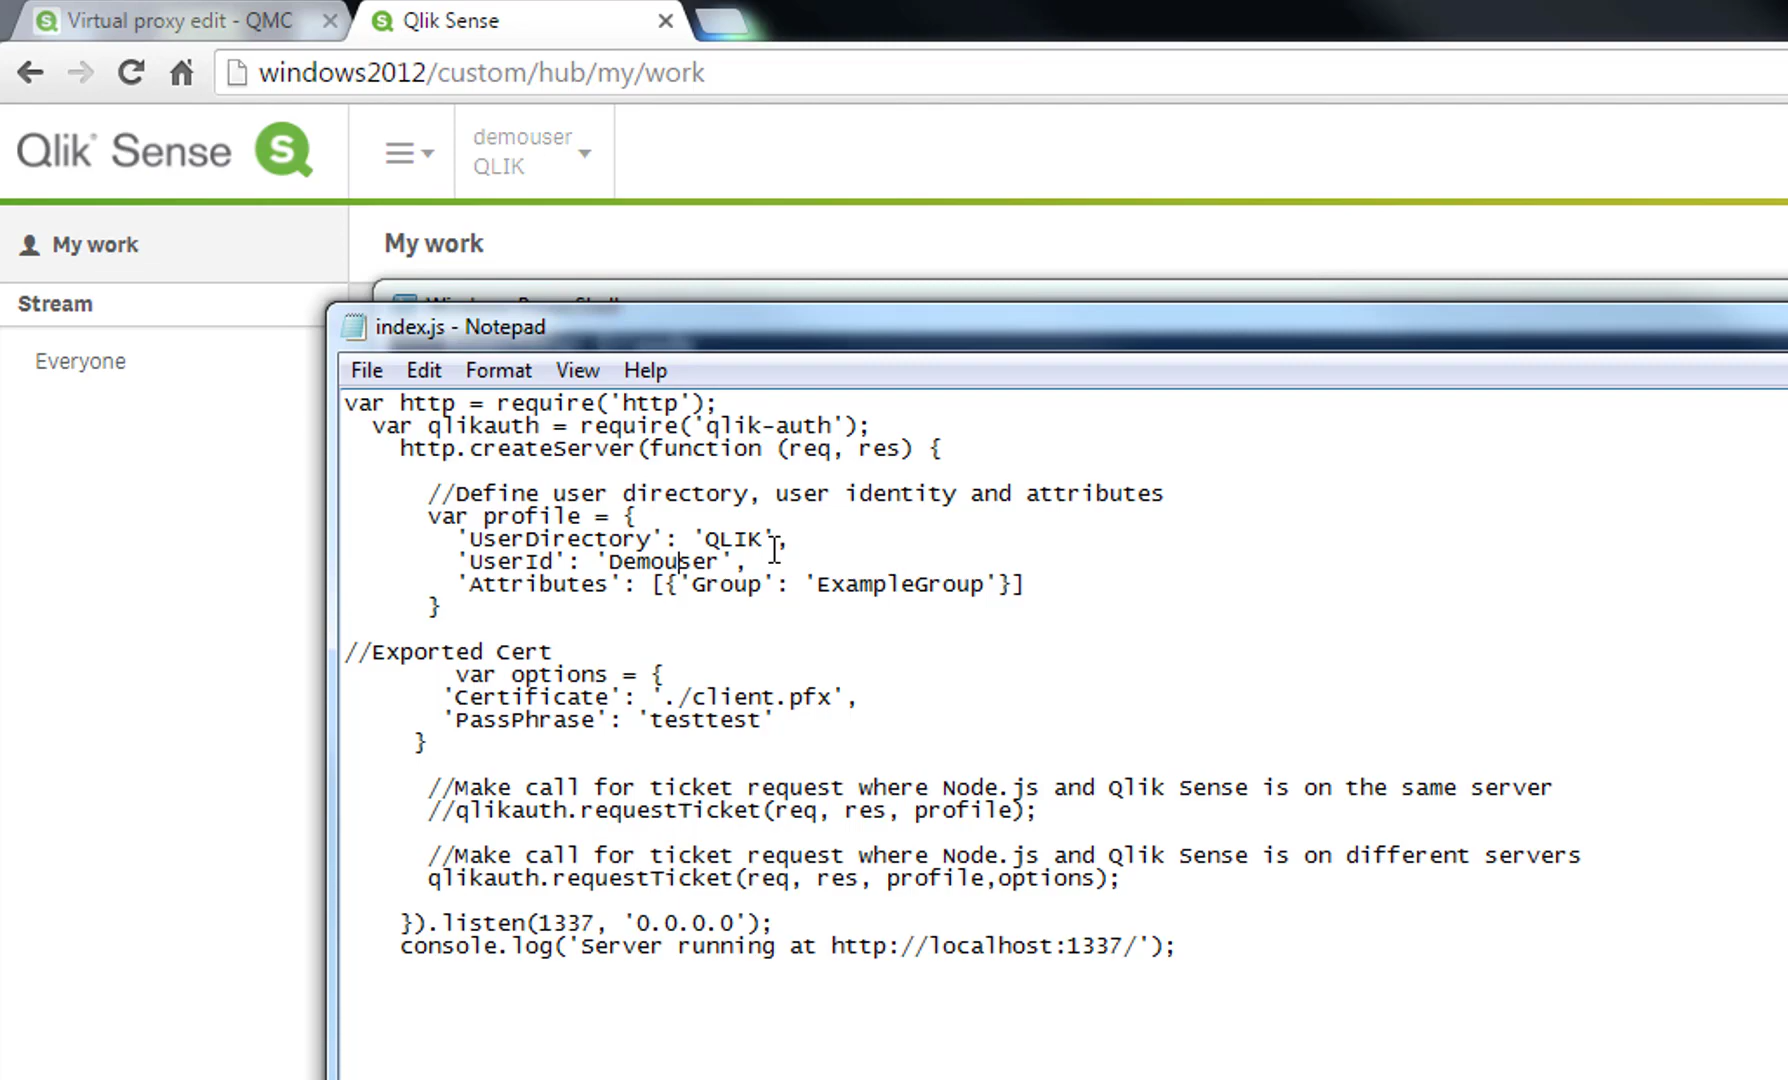 Virtual proxy edit - QMC
Qlik Sense
windows2012/custom/hub/my/work
Qlik Sense
demouser
QLIK
My work
My work
Stream
Everyone
index.js - Notepad
File Edit Format View Help
var http = require('http');
var qlikauth = require('qlik-auth');
http.createServer(function (req, res) {
//Define user directory, user identity and attributes
var profile = {
'UserDirectory': 'QLIK',
'UserId': 'Demouser',
'Attributes': [{'Group': 'ExampleGroup'}]
}
//Exported Cert
var options = {
'Certificate': './client.pfx',
'PassPhrase': 'testtest'
}
//Make call for ticket request where Node.js and Qlik Sense is on the same server
//qlikauth.requestTicket(req, res, profile);
//Make call for ticket request where Node.js and Qlik Sense is on different servers
qlikauth.requestTicket(req, res, profile,options);
}).listen(1337, '0.0.0.0');
console.log('Server running at http://localhost:1337/');